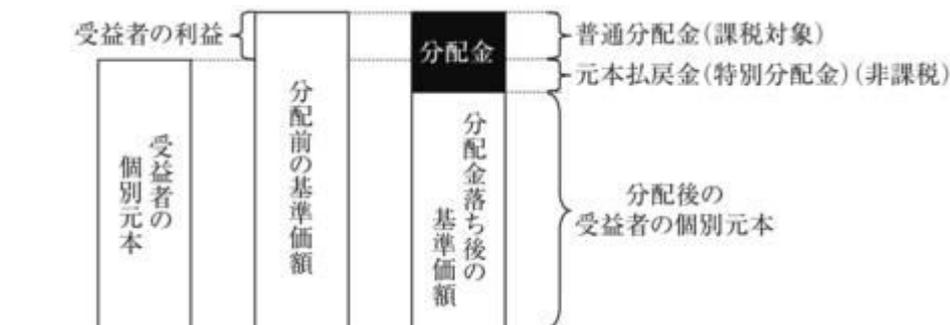 受益者の利益
分配金
普通分配金(課税対象)
元本払戻金(特別分配金)(非課税)
受益者の
個別元本
分配前の基準価額
分配金落ち後の
基準価額
分配後の
受益者の個別元本